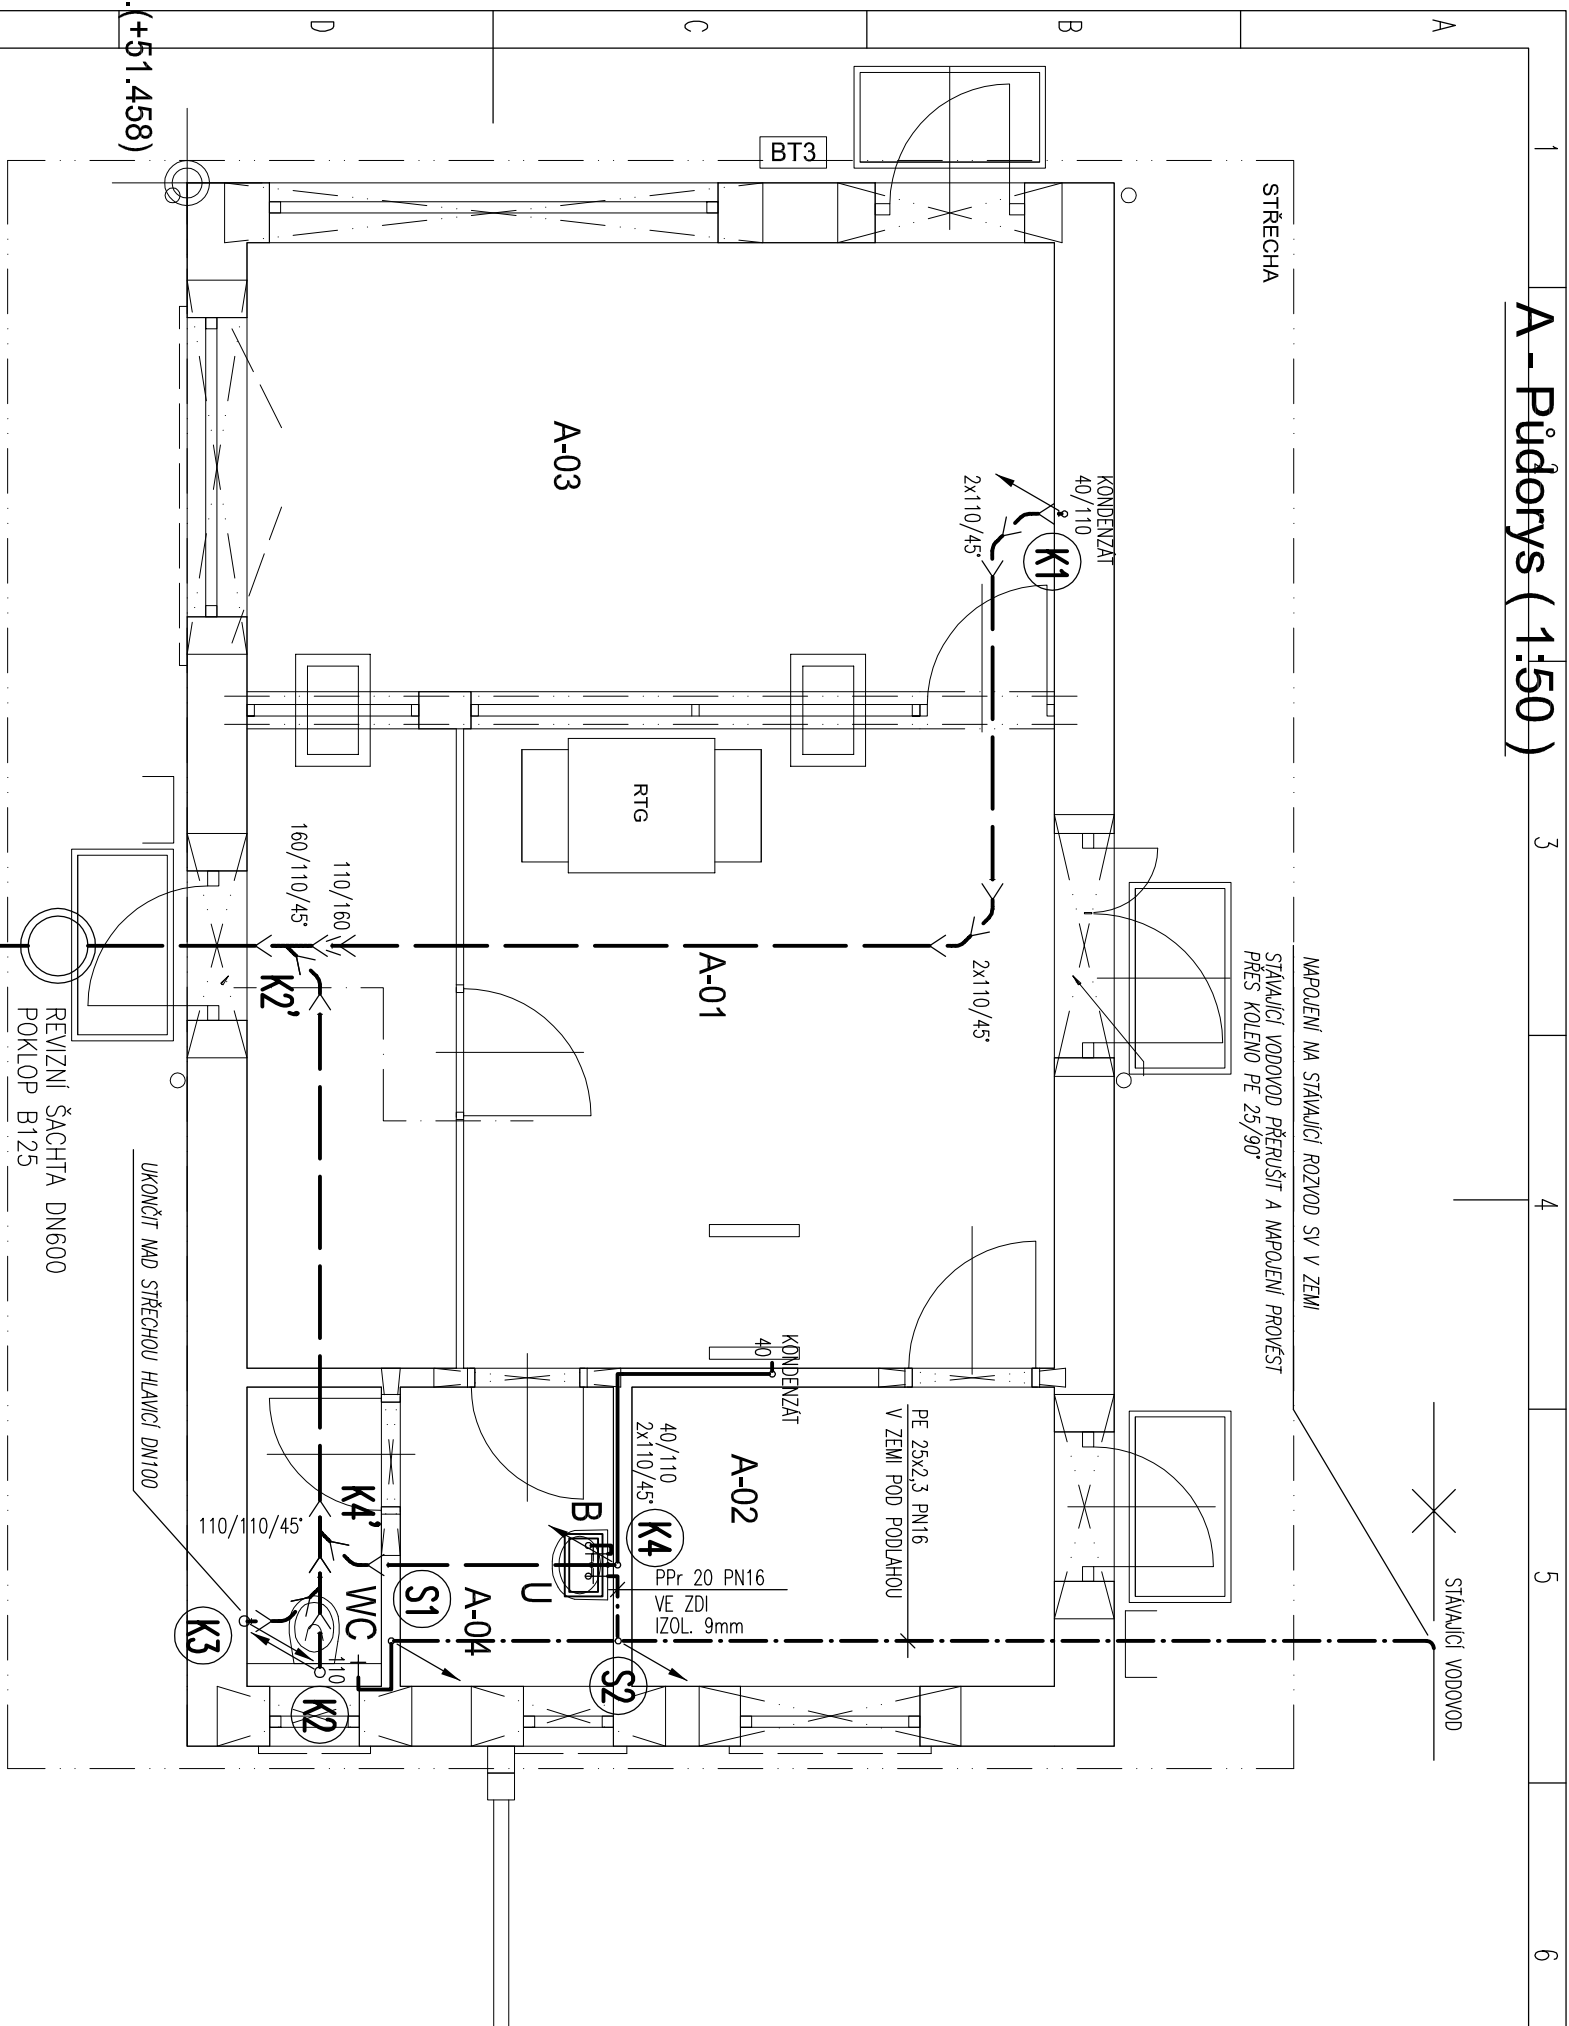 A - Půdorys ( 1:50 )
1
2
3
4
5
6
A
B
C
D
STŘECHA
BT3
.(+51.458)
NAPOJENÍ NA STÁVAJÍCÍ ROZVOD SV V ZEMI
STÁVAJÍCÍ VODOVOD PŘERUŠIT A NAPOJENÍ PROVÉST
PŘES KOLENO PE 25/90°
STÁVAJÍCÍ VODOVOD
KONDENZÁT
40/110
K1
2x110/45°
A-03
RTG
A-01
2x110/45°
110/160
160/110/45°
K2'
REVIZNÍ ŠACHTA DN600
POKLOP B125
UKONČIT NAD STŘECHOU HLAVICÍ DN100
KONDENZÁT
40
PE 25x2,3 PN16
V ZEMI POD PODLAHOU
A-02
40/110
2x110/45°
K4
B
U
PPr 20 PN16
VE ZDI
IZOL. 9mm
K4'
110/110/45°
S1
A-04
WC
S2
K3
110
K2